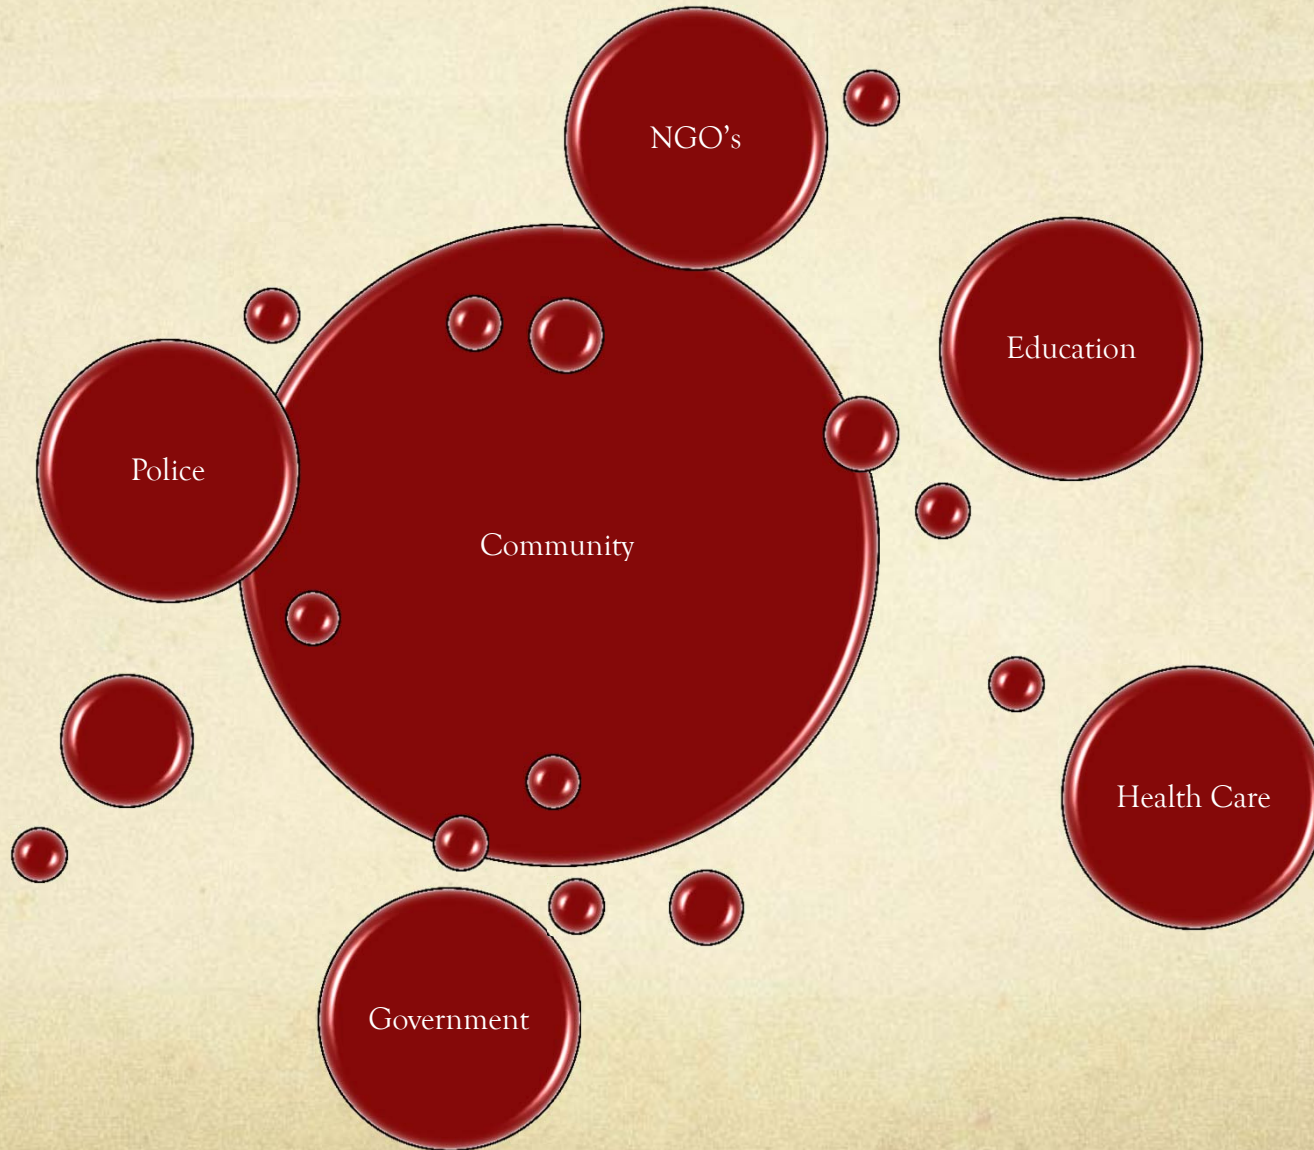 NGO’s
Education
Police
Community
Health Care
Government